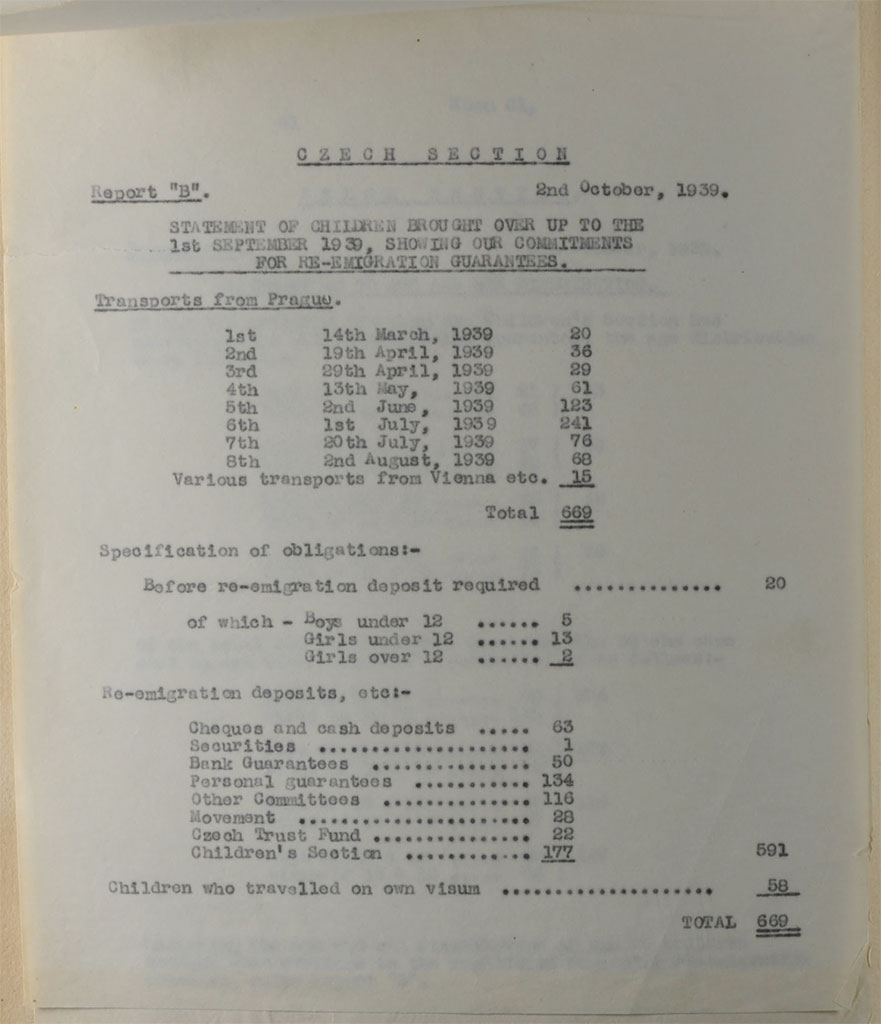 CZECH SECTION
Report "B". 2nd October, 1939.
STATEMENT OF CHILDREN BROUGHT OVER UP TO THE
1st SEPTEMBER 1939, SHOWING OUR COMMITMENTS
FOR RE-EMIGRATION GUARANTEES.
Transports from Prague.
1st 14th March, 1939 20
2nd 19th April, 1939 36
3rd 29th April, 1939 29
4th 13th May, 1939 61
5th 2nd June, 1939 123
6th 1st July, 1939 241
7th 20th July, 1939 76
8th 2nd August, 1939 68
Various transports from Vienna etc. 15
Total 669
Specification of obligations:-
Before re-emigration deposit required .............. 20
of which - Boys under 12 ...... 5
Girls under 12 ...... 13
Girls over 12 ...... 2
Re-emigration deposits, etc:-
Cheques and cash deposits ..... 63
Securities .................... 1
Bank Guarantees ............... 50
Personal guarantees ........... 134
Other Committees .............. 116
Movement ...................... 28
Czech Trust Fund ............... 22
Children's Section ............ 177 591
Children who travelled on own visum .................... 58
TOTAL 669